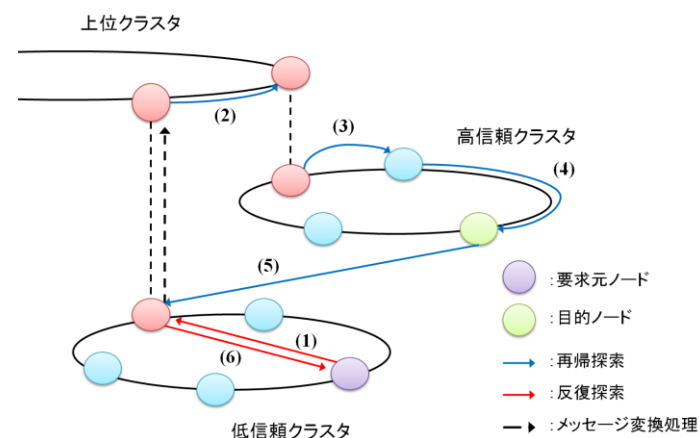 上位クラスタ
(2)
(3)
高信頼クラスタ
(4)
(5)
(1)
(6)
低信頼クラスタ
:要求元ノード
:目的ノード
:再帰探索
:反復探索
:メッセージ変換処理